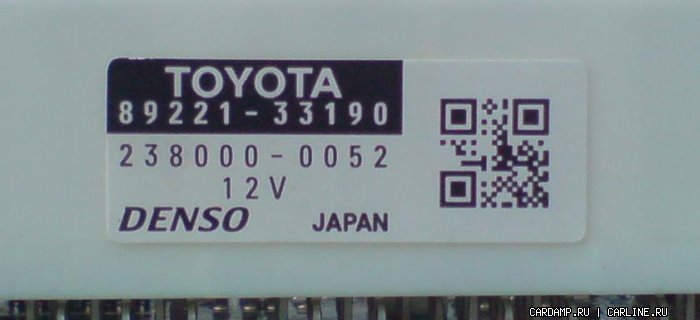 TOYOTA
89221-33190
238000-0052
12V
DENSO JAPAN
CARDAMP.RU | CARLINE.RU